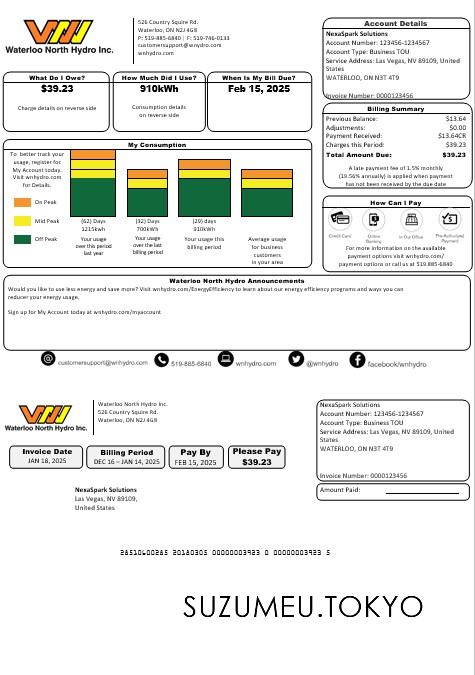 Waterloo North Hydro Inc.
526 Country Squire Rd.
Waterloo, ON N2J 4G8
P: 519-885-6840 | F: 519-746-0133
customersupport@wnhydro.com
wnhydro.com
Account Details
NexaSpark Solutions
Account Number: 123456-1234567
Account Type: Business TOU
Service Address: Las Vegas, NV 89109, United
States
WATERLOO, ON N3T 4T9
Invoice Number: 0000123456
What Do I Owe?
$39.23
Charge details on reverse side
How Much Did I Use?
910kWh
Consumption details
on reverse side
When Is My Bill Due?
Feb 15, 2025
Billing Summary
Previous Balance: $13.64
Adjustments: $0.00
Payment Received: $13.64CR
Charges this Period: $39.23
Total Amount Due: $39.23
A late payment fee of 1.5% monthly
(19.56% annually) is applied when payment
has not been received by the due date
My Consumption
To better track your
usage, register for
My Account today.
Visit wnhydro.com
for Details.
On Peak
Mid Peak
Off Peak
(62) Days
1215kwh
Your usage
over this period
last year
(32) Days
700kWh
Your usage
over the last
billing period
(29) days
910kWh
Your usage this
billing period
Average usage
for business
customers
in your area
How Can I Pay
Credit Card
Online
Banking
In Our Office
Pre-Authorized
Payment
For more information on the available
payment options visit wnhydro.com/
payment options or call us at 519.885-6840
Waterloo North Hydro Announcements
Would you like to use less energy and save more? Visit wnhydro.com/EnergyEfficiency to learn about our energy efficiency programs and ways you can
reduce your energy usage.
Sign up for My Account today at wnhydro.com/myaccount
customersupport@wnhydro.com
519-885-6840
wnhydro.com
@wnhydro
facebook/wnhydro
Waterloo North Hydro Inc.
Waterloo North Hydro Inc.
526 Country Squire Rd.
Waterloo, ON N2J 4G8
NexaSpark Solutions
Account Number: 123456-1234567
Account Type: Business TOU
Service Address: Las Vegas, NV 89109, United
States
WATERLOO, ON N3T 4T9
Invoice Number: 0000123456
Invoice Date
JAN 18, 2025
Billing Period
DEC 16 – JAN 14, 2025
Pay By
FEB 15, 2025
Please Pay
$39.23
Amount Paid:
NexaSpark Solutions
Las Vegas, NV 89109,
United States
28510600285 20180305 00000003923 0 00000003923 5
SUZUMEU.TOKYO